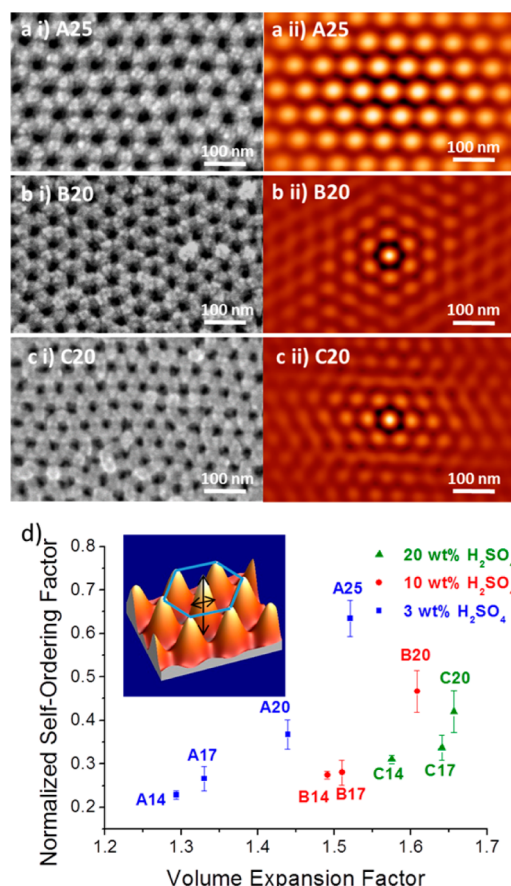 a i) A25
a ii) A25
100 nm
100 nm
b i) B20
b ii) B20
100 nm
100 nm
c i) C20
c ii) C20
100 nm
100 nm
d)
Normalized Self-Ordering Factor
0.8
0.7
0.6
0.5
0.4
0.3
0.2
20 wt% H₂SO
10 wt% H₂SO
3 wt% H₂SO₄
A25
B20
C20
A20
A17
A14
B14
B17
C14
C17
1.2
1.3
1.4
1.5
1.6
1.7
Volume Expansion Factor